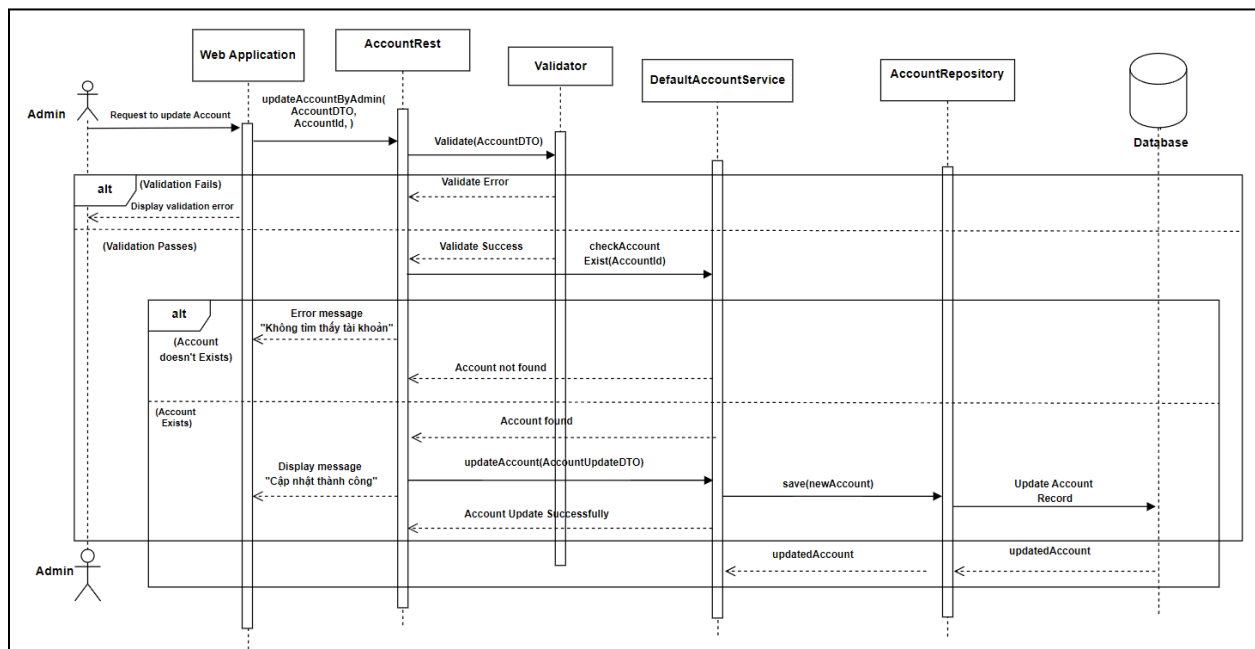 Web Application
AccountRest
Validator
DefaultAccountService
AccountRepository
Database
Admin
Request to update Account
updateAccountByAdmin(
AccountDTO,
AccountId, )
Validate(AccountDTO)
alt
(Validation Fails)
Validate Error
Display validation error
(Validation Passes)
Validate Success
checkAccount
Exist(AccountId)
alt
Error message
"Không tìm thấy tài khoản"
(Account
doesn't Exists)
Account not found
(Account
Exists)
Account found
updateAccount(AccountUpdateDTO)
Display message
"Cập nhật thành công"
save(newAccount)
Update Account
Record
Account Update Successfully
updatedAccount
updatedAccount
Admin